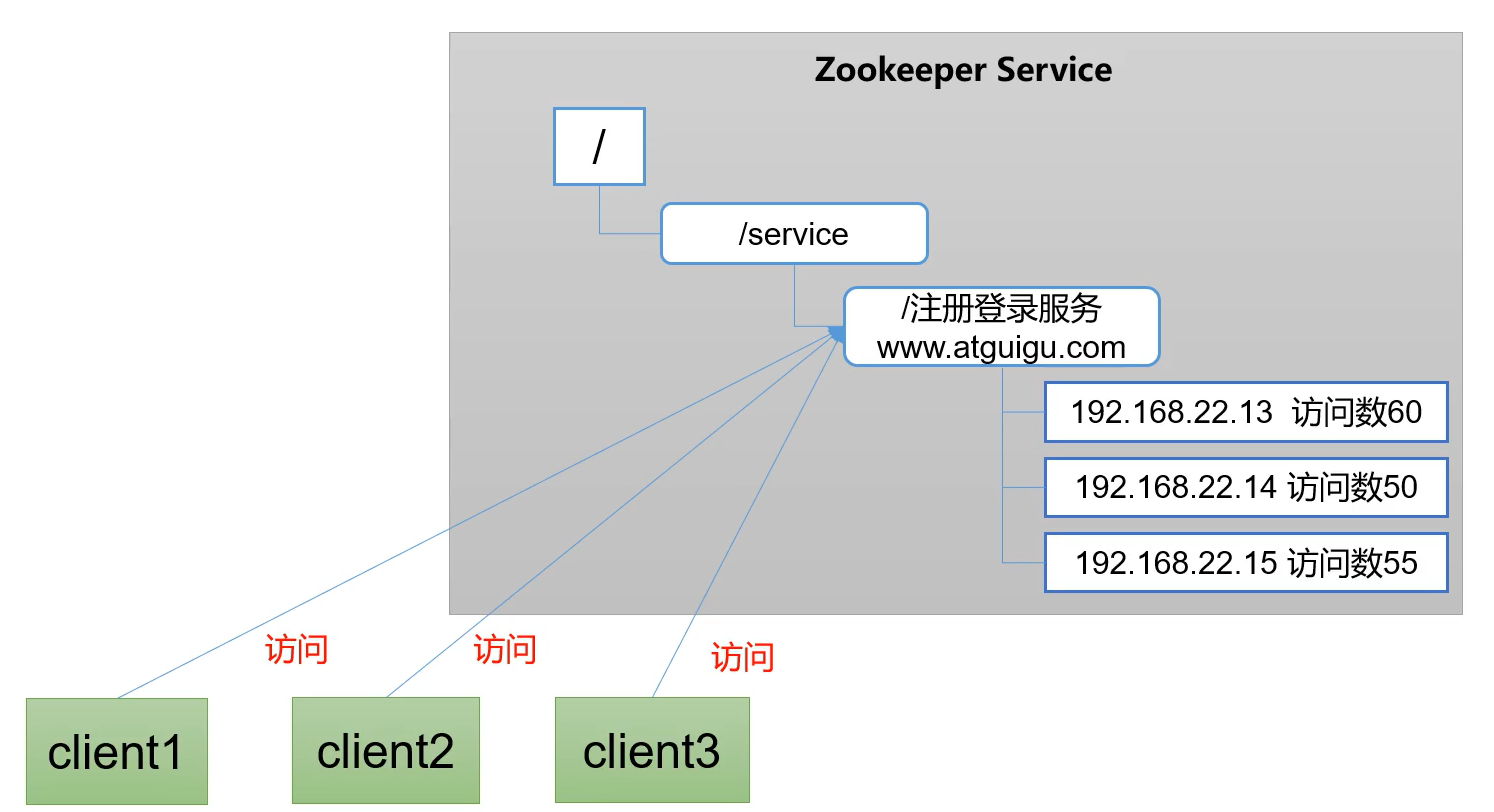 Zookeeper Service
/
/service
/注册登录服务
www.atguigu.com
192.168.22.13 访问数60
192.168.22.14 访问数50
192.168.22.15 访问数55
访问
访问
访问
client1
client2
client3